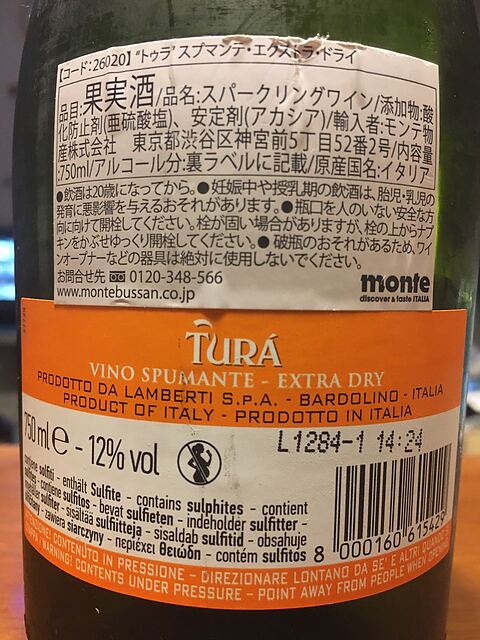 【コード:26020】"トゥラ"スプマンテ・エクストラ・ドライ
品目:果実酒/品名:スパークリングワイン/添加物:酸
化防止剤(亜硫酸塩)、安定剤(アカシア)/輸入者:モンテ物
産株式会社 東京都渋谷区神宮前5丁目52番2号/内容量
:750ml/アルコール分:裏ラベルに記載/原産国名:イタリア
●飲酒は20歳になってから。●妊娠中や授乳期の飲酒は、胎児・乳児の
発育に悪影響を与えるおそれがあります。●瓶口を人のいない安全な方
向に向けて開栓してください。栓が固い場合がありますが、栓の上からナプ
キンをかぶせゆっくり開栓してください。●破瓶のおそれがあるため、ワイ
ンオープナーなどの器具は絶対に使用しないでください。
お問合せ先 0120-348-566
www.montebussan.co.jp
monte
discover & taste ITALIA
TURÁ
VINO SPUMANTE - EXTRA DRY
PRODOTTO DA LAMBERTI S.P.A. - BARDOLINO - ITALIA
PRODUCT OF ITALY - PRODOTTO IN ITALIA
750 ml e - 12% vol
L1284-1 14:24
contiene solfiti - enthält Sulfite - contains sulphites - contient
sulfites - contiene sulfitos - bevat sulfieten - indeholder sulfitter -
innehåller sulfiter - sisältää sulfiitteja - sisaldab sulfitid - obsahuje
siřičitany - zawiera siarczyny - περιέχει θειώδη - contém sulfitos
8 000160 615429
ATTENZIONE! CONTENUTO IN PRESSIONE - DIREZIONARE LONTANO DA SE' E ALTRI QUANDO
WARNING! CONTENTS UNDER PRESSURE - POINT AWAY FROM PEOPLE WHEN OPENING